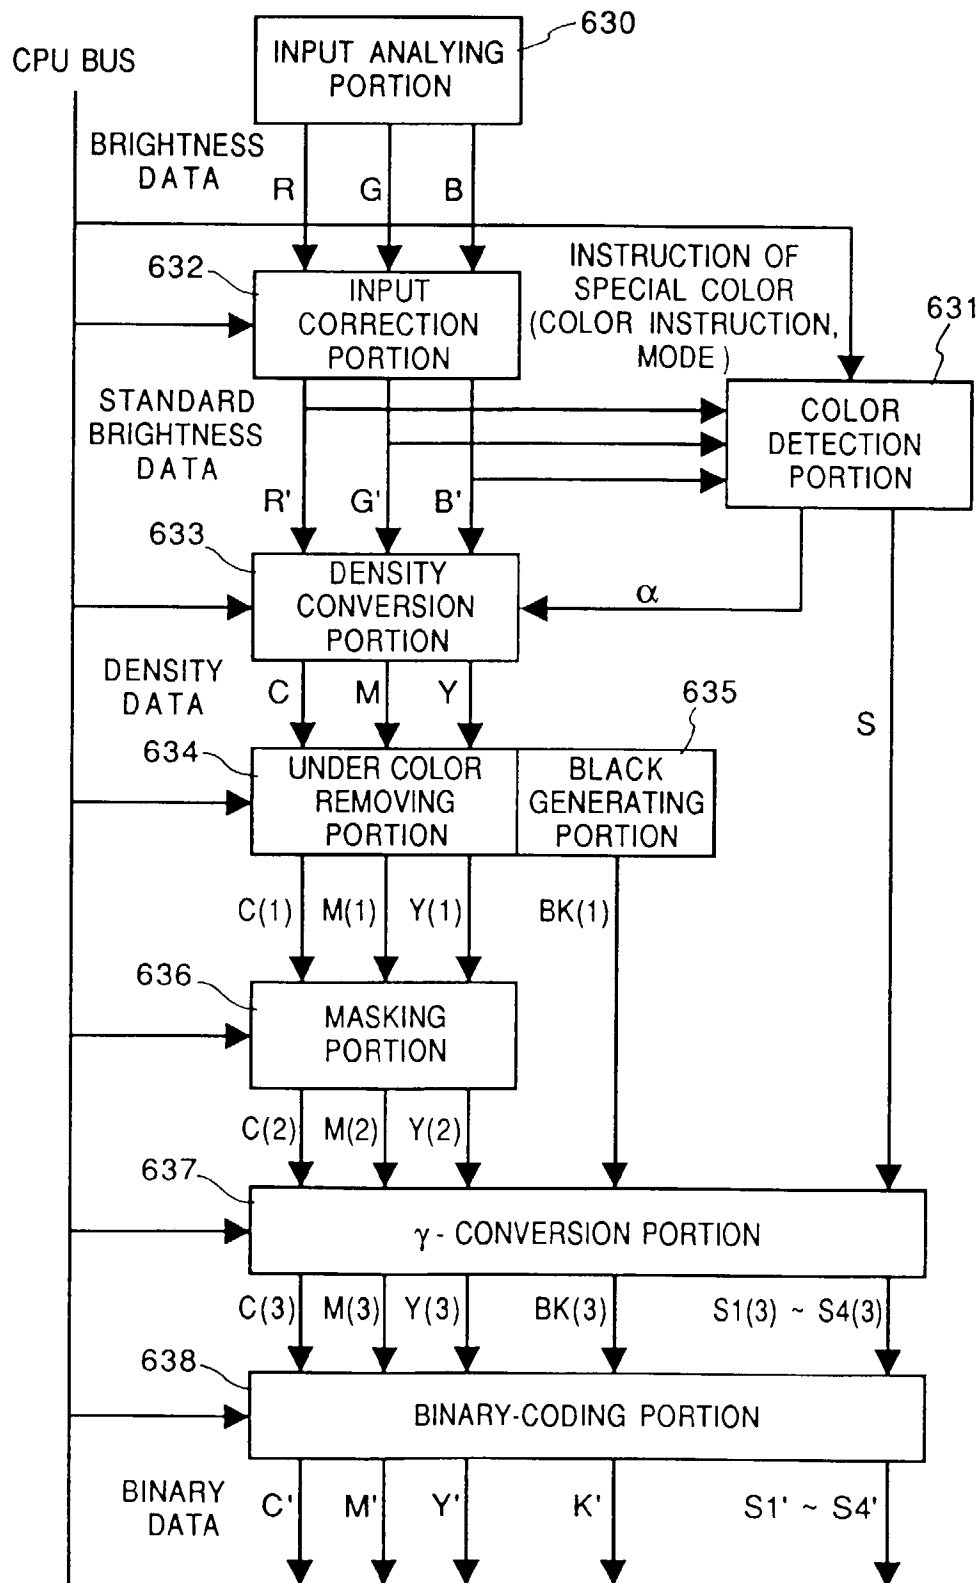 630
INPUT ANALYING
PORTION
CPU BUS
BRIGHTNESS
DATA
R G B
632
INPUT
CORRECTION
PORTION
INSTRUCTION OF
SPECIAL COLOR
(COLOR INSTRUCTION,
MODE)
631
COLOR
DETECTION
PORTION
STANDARD
BRIGHTNESS
DATA
R' G' B'
633
DENSITY
CONVERSION
PORTION
α
DENSITY
DATA
C M Y
635
S
634
UNDER COLOR
REMOVING
PORTION
BLACK
GENERATING
PORTION
C(1) M(1) Y(1) BK(1)
636
MASKING
PORTION
C(2) M(2) Y(2)
637
γ- CONVERSION PORTION
C(3) M(3) Y(3) BK(3) S1(3) ~ S4(3)
638
BINARY-CODING PORTION
BINARY
DATA
C' M' Y' K' S1' ~ S4'